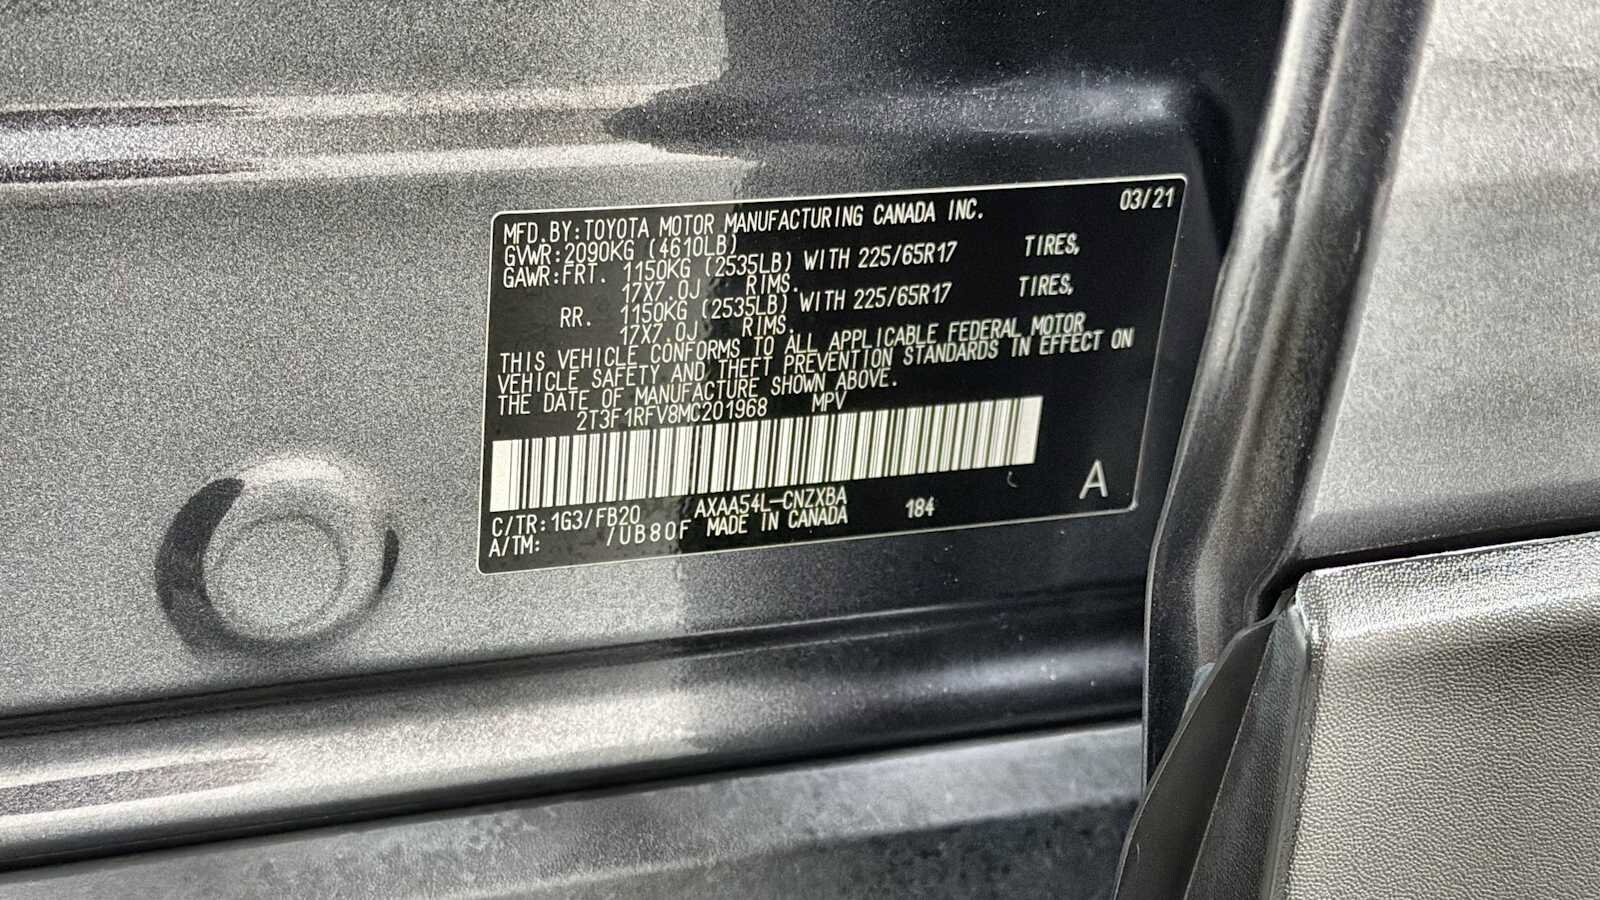 03/21
MFD.BY:TOYOTA MOTOR MANUFACTURING CANADA INC.
GVWR:2090KG (4610LB)
GAWR:FRT. 1150KG (2535LB) WITH 225/65R17 TIRES,
17X7.0J RIMS.
RR. 1150KG (2535LB) WITH 225/65R17 TIRES,
17X7.0J RIMS.
THIS VEHICLE CONFORMS TO ALL APPLICABLE FEDERAL MOTOR
VEHICLE SAFETY AND THEFT PREVENTION STANDARDS IN EFFECT ON
THE DATE OF MANUFACTURE SHOWN ABOVE.
2T3F1RFV8MC201968 MPV
A
C/TR:1G3/FB20 AXAA54L-CNZXBA 184
A/TM: /UB80F MADE IN CANADA